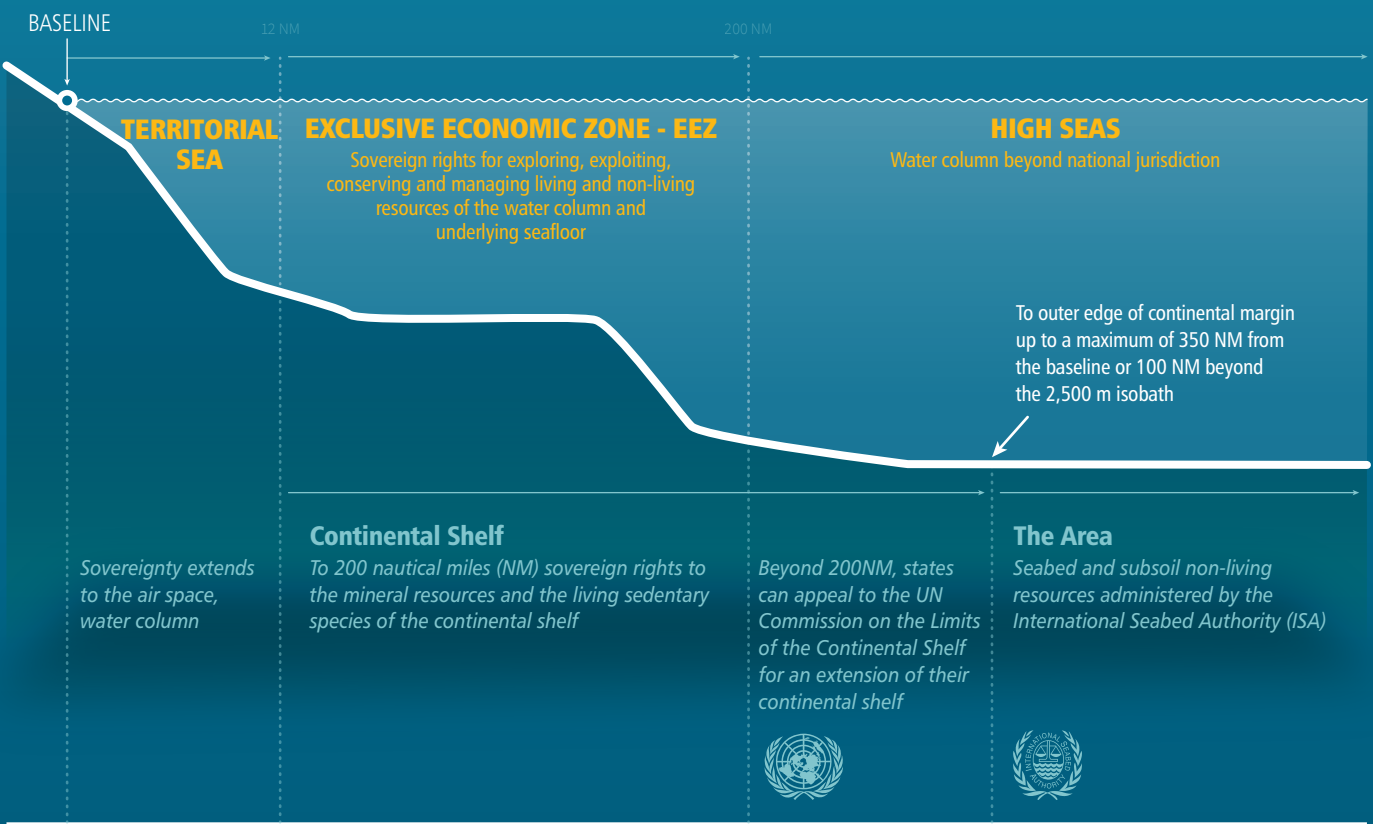 BASELINE
12 NM
200 NM
TERRITORIAL
SEA
EXCLUSIVE ECONOMIC ZONE - EEZ
Sovereign rights for exploring, exploiting,
conserving and managing living and non-living
resources of the water column and
underlying seafloor
HIGH SEAS
Water column beyond national jurisdiction
To outer edge of continental margin
up to a maximum of 350 NM from
the baseline or 100 NM beyond
the 2,500 m isobath
Sovereignty extends
to the air space,
water column
Continental Shelf
To 200 nautical miles (NM) sovereign rights to
the mineral resources and the living sedentary
species of the continental shelf
Beyond 200NM, states
can appeal to the UN
Commission on the Limits
of the Continental Shelf
for an extension of their
continental shelf
The Area
Seabed and subsoil non-living
resources administered by the
International Seabed Authority (ISA)
INTERNATIONAL SEABED
AUTHORITY